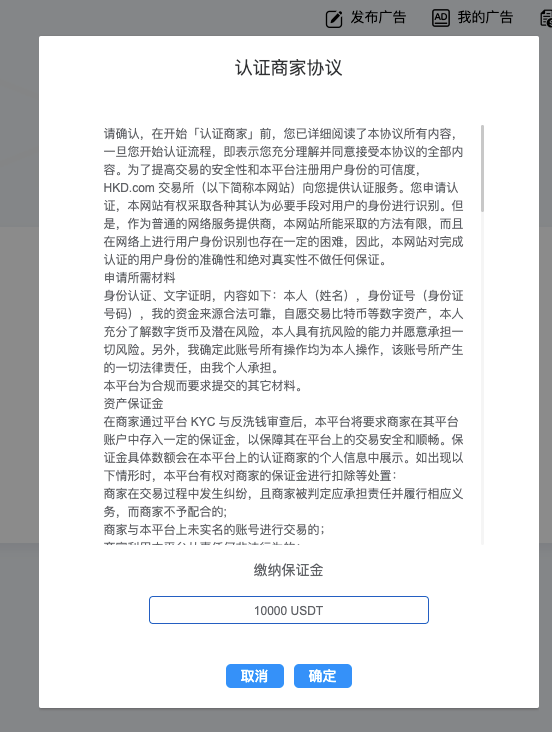 发布广告
我的广告
认证商家协议
请确认，在开始「认证商家」前，您已详细阅读了本协议所有内容，
一旦您开始认证流程，即表示您充分理解并同意接受本协议的全部内
容。为了提高交易的安全性和本平台注册用户身份的可信度，
HKD.com 交易所（以下简称本网站）向您提供认证服务。您申请认
证，本网站有权采取各种其认为必要手段对用户的身份进行识别。但
是，作为普通的网络服务提供商，本网站所能采取的方法有限，而且
在网络上进行用户身份识别也存在一定的困难，因此，本网站对完成
认证的用户身份的准确性和绝对真实性不做任何保证。
申请所需材料
身份认证、文字证明，内容如下：本人（姓名），身份证号（身份证
号码），我的资金来源合法可靠，自愿交易比特币等数字资产，本人
充分了解数字货币及潜在风险，本人具有抗风险的能力并愿意承担一
切风险。另外，我确定此账号所有操作均为本人操作，该账号所产生
的一切法律责任，由我个人承担。
本平台为合规而要求提交的其它材料。
资产保证金
在商家通过平台 KYC 与反洗钱审查后，本平台将要求商家在其平台
账户中存入一定的保证金，以保障其在平台上的交易安全和顺畅。保
证金具体数额会在本平台上的认证商家的个人信息中展示。如出现以
下情形时，本平台有权对商家的保证金进行扣除等处置：
商家在交易过程中发生纠纷，且商家被判定应承担责任并履行相应义
务，而商家不予配合的;
商家与本平台上未实名的账号进行交易的；
缴纳保证金
10000 USDT
取消
确定